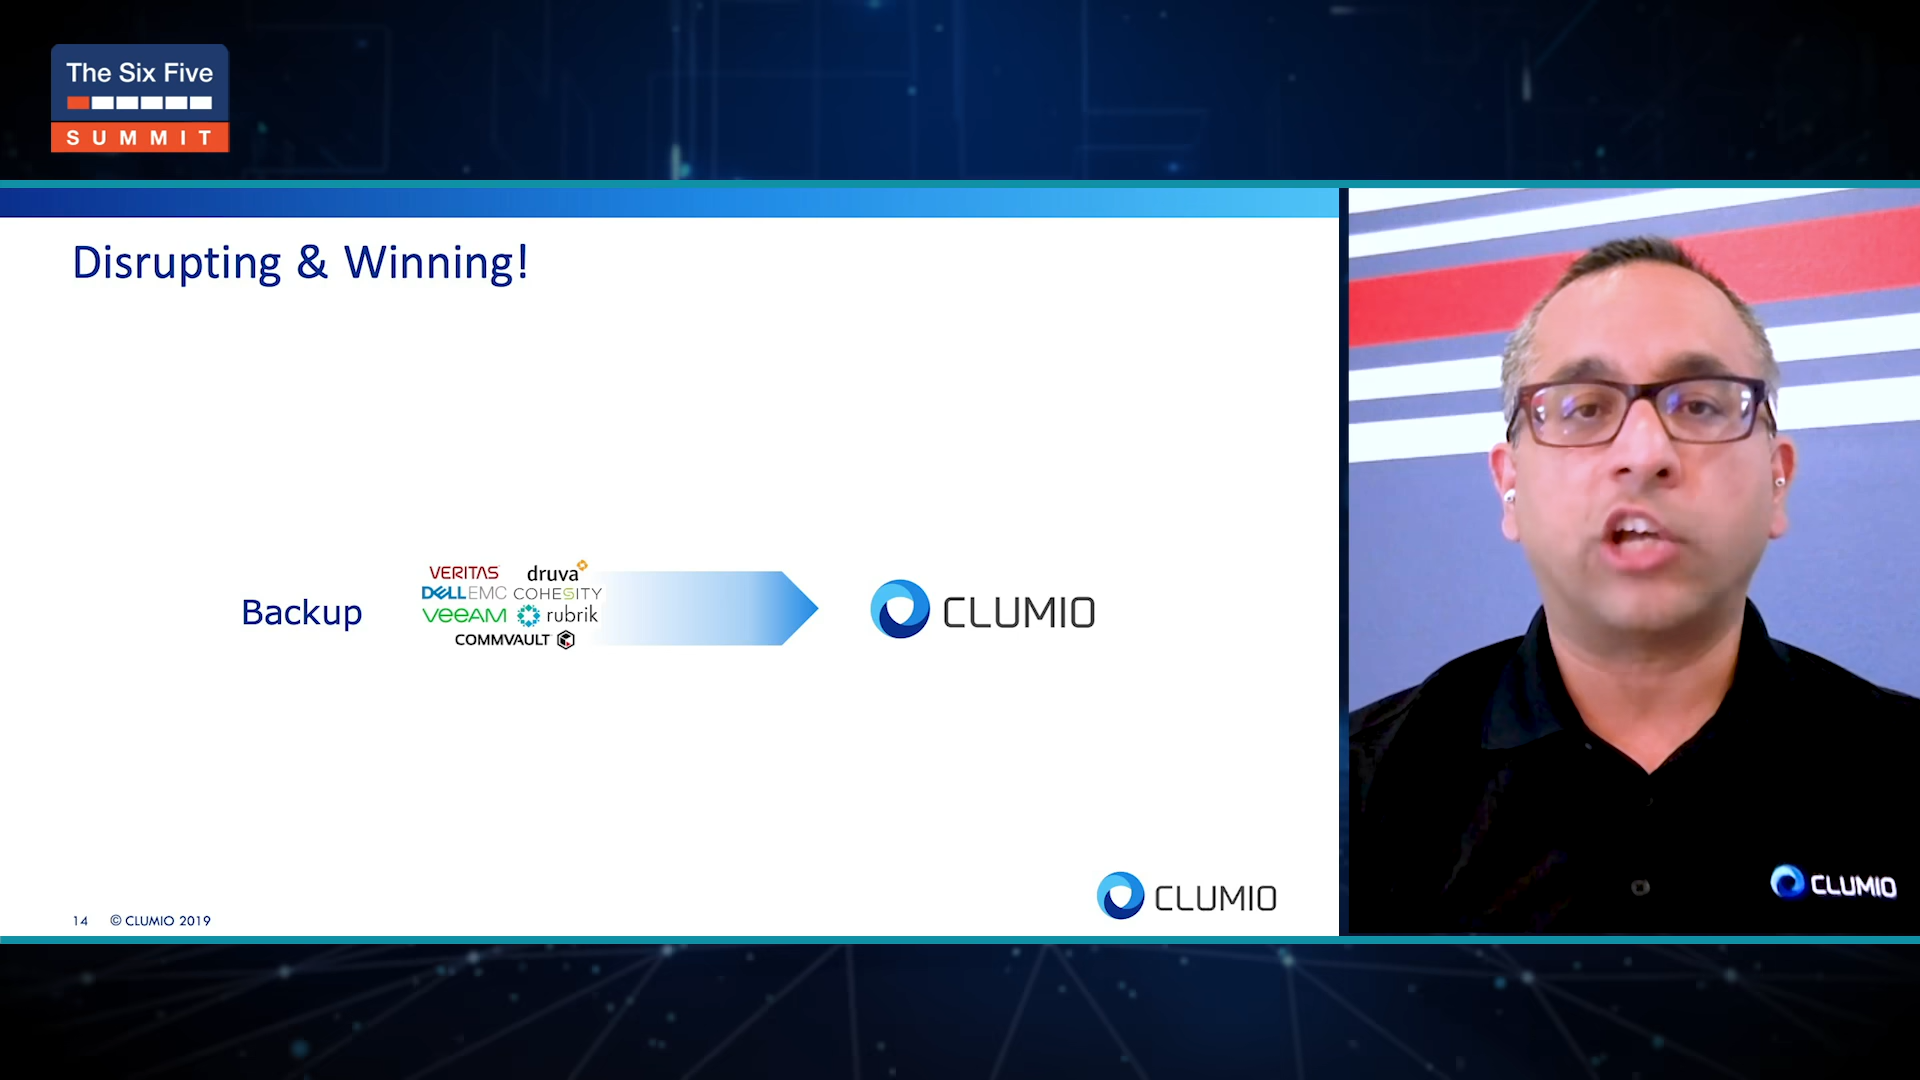 The Six Five
SUMMIT
Disrupting & Winning!
Backup
VERITAS druva
DELLEMC COHESITY
veeAM rubrik
COMMVAULT
CLUMIO
CLUMIO
14 © CLUMIO 2019
CLUMIO